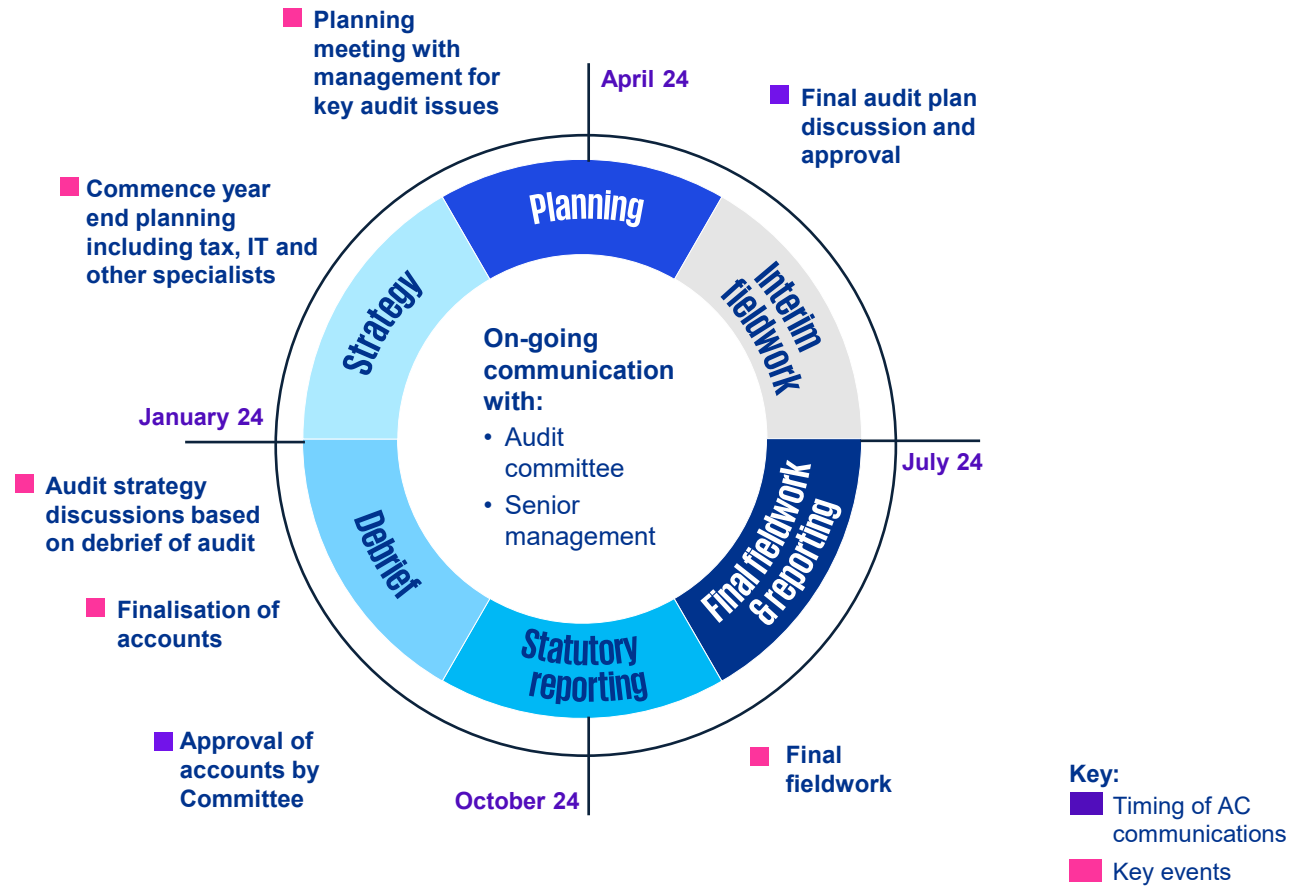 Planning
meeting with
management for
key audit issues
April 24
Final audit plan
discussion and
approval
Commence year
end planning
including tax, IT and
other specialists
Planning
Strategy
Interim
fieldwork
On-going
communication
with:
• Audit
committee
• Senior
management
January 24
July 24
Audit strategy
discussions based
on debrief of audit
Debrief
Final fieldwork
& reporting
Finalisation of
accounts
Statutory
reporting
Approval of
accounts by
Committee
October 24
Final
fieldwork
Key:
Timing of AC
communications
Key events